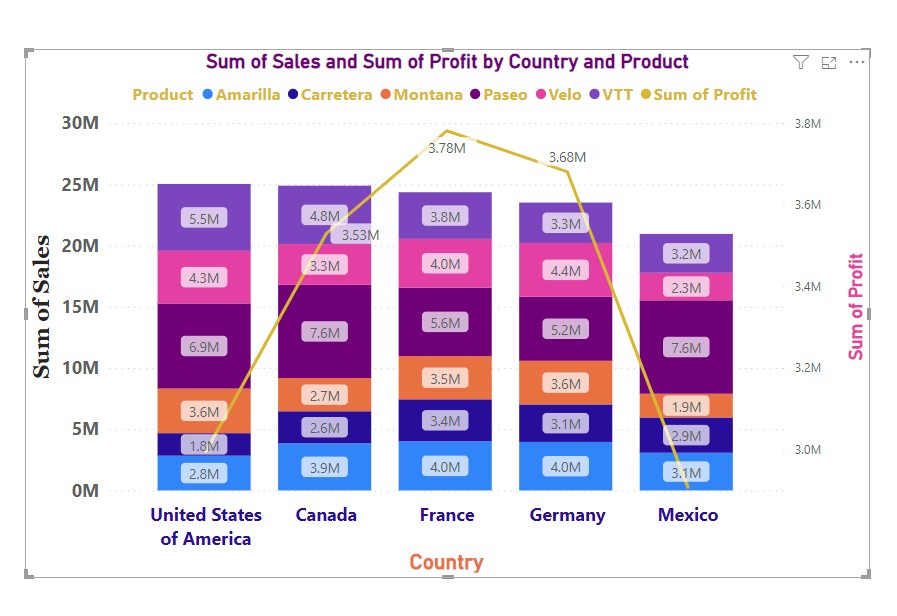 Sum of Sales and Sum of Profit by Country and Product
Product Amarilla Carretera Montana Paseo Velo VTT Sum of Profit
30M
25M
20M
15M
10M
5M
0M
Sum of Sales
5.5M
4.3M
6.9M
3.6M
1.8M
2.8M
4.8M
3.53M
3.3M
7.6M
2.7M
2.6M
3.9M
3.78M
3.8M
4.0M
5.6M
3.5M
3.4M
4.0M
3.68M
3.3M
4.4M
5.2M
3.6M
3.1M
4.0M
3.2M
2.3M
7.6M
1.9M
2.9M
3.1M
3.8M
3.6M
3.4M
3.2M
3.0M
Sum of Profit
United States
of America
Canada
France
Germany
Mexico
Country